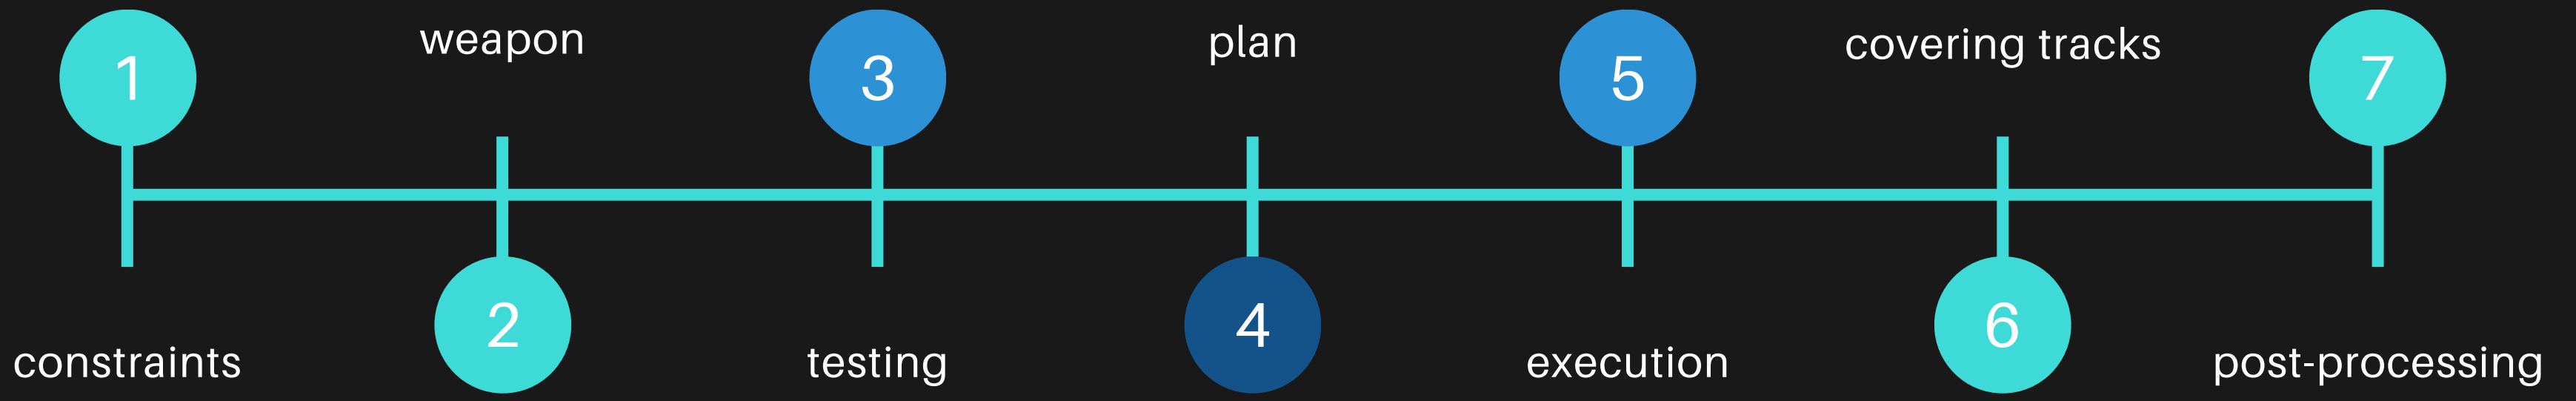 1
constraints
weapon
2
3
testing
plan
4
5
execution
covering tracks
6
7
post-processing